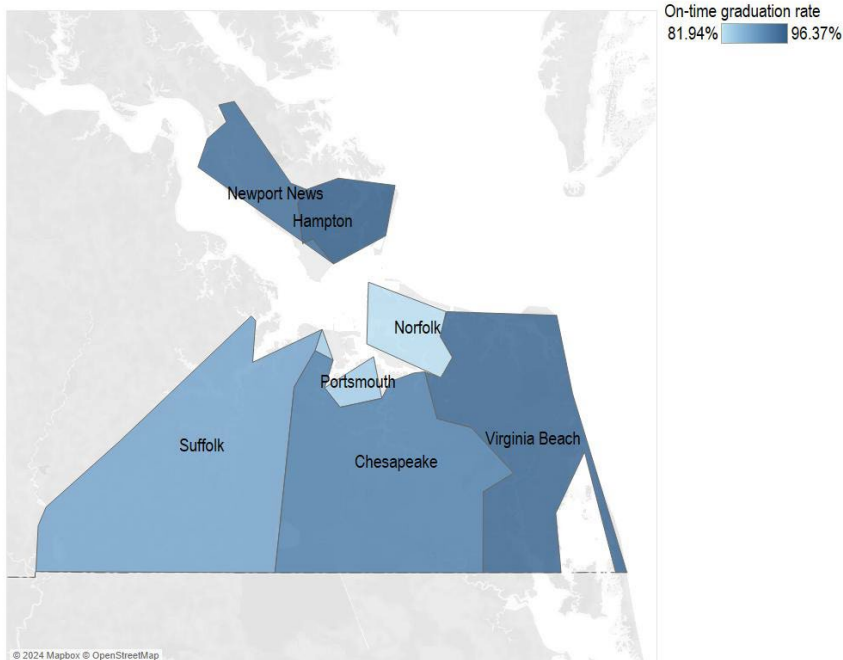 On-time graduation rate
81.94% 96.37%
Newport News
Hampton
Norfolk
Portsmouth
Suffolk
Chesapeake
Virginia Beach
© 2024 Mapbox © OpenStreetMap